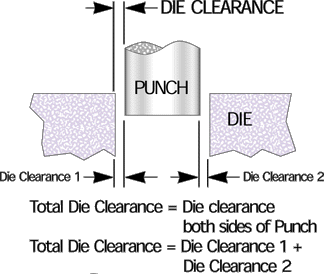 DIE CLEARANCE
PUNCH
DIE
Die Clearance 1
Die Clearance 2
Total Die Clearance = Die clearance
both sides of Punch
Total Die Clearance = Die Clearance 1 +
Die Clearance 2